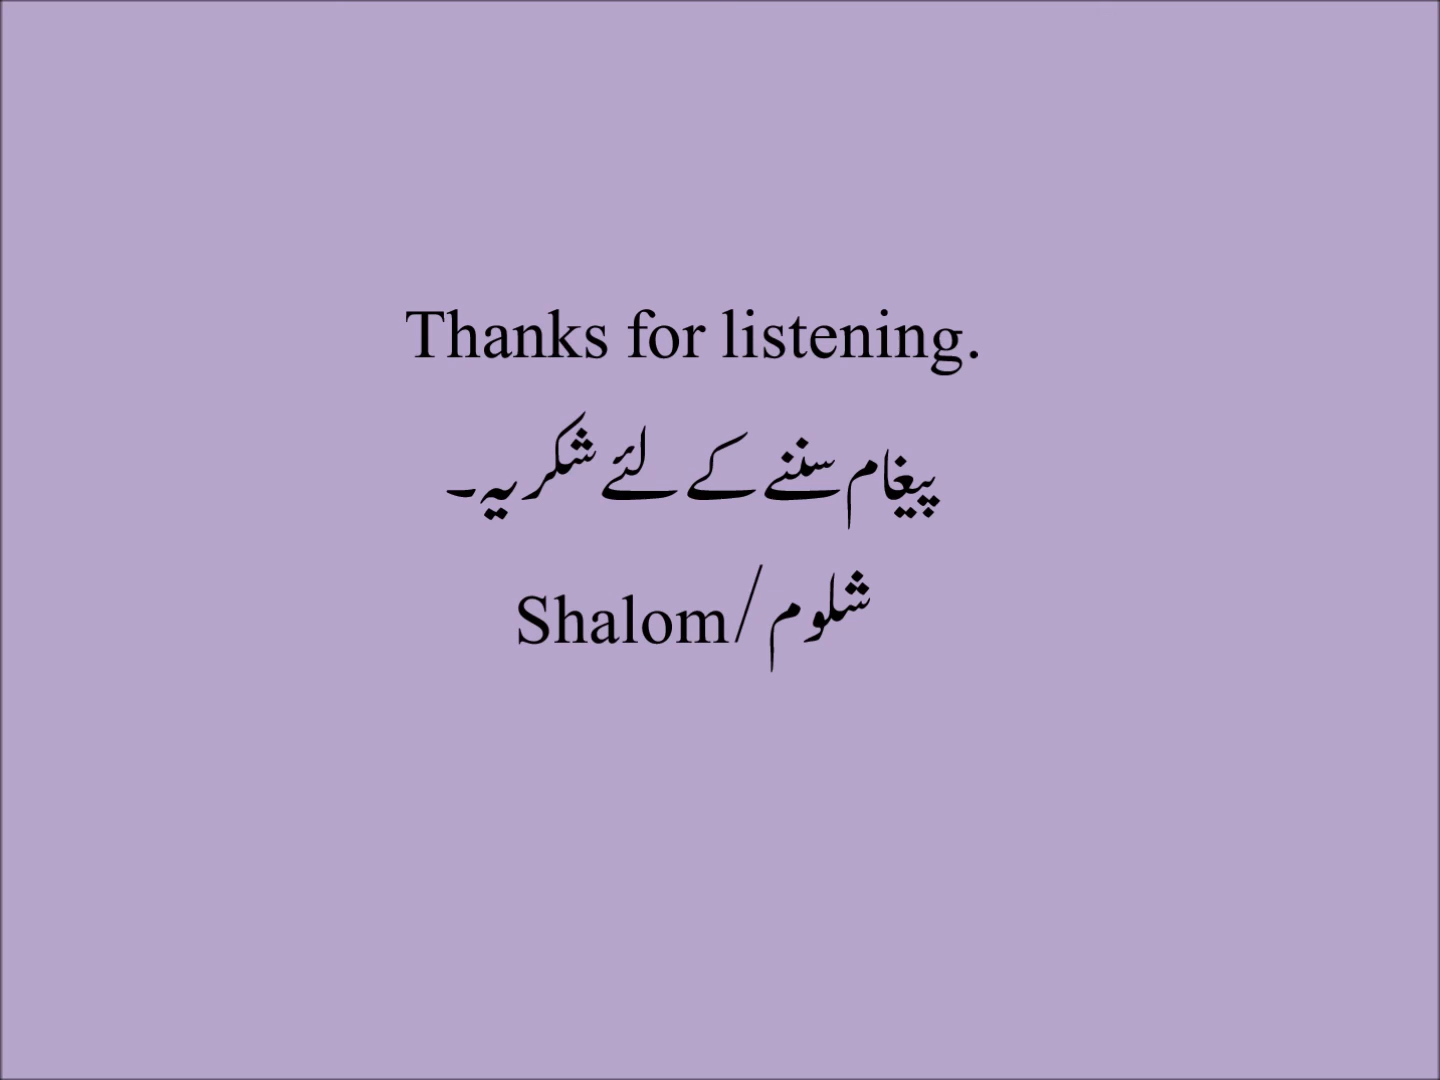 Thanks for listening.
پیغام سننے کے لئے شکریہ۔
Shalom/شلوم